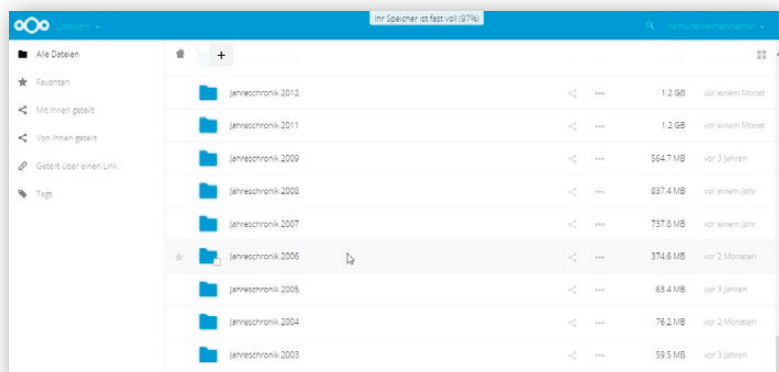 Dateien
Ihr Speicher ist fast voll (97%)
Alle Dateien
Favoriten
Mit Ihnen geteilt
Von Ihnen geteilt
Geteilt über einen Link
Tags
+
Jahreschronik 2012 1.2 GB vor einem Monat
Jahreschronik 2011 1.2 GB vor einem Monat
Jahreschronik 2009 564.7 MB vor 3 Jahren
Jahreschronik 2008 837.4 MB vor einem Jahr
Jahreschronik 2007 737.8 MB vor einem Jahr
Jahreschronik 2006 374.6 MB vor 2 Monaten
Jahreschronik 2005 63.4 MB vor 3 Jahren
Jahreschronik 2004 76.2 MB vor 2 Monaten
Jahreschronik 2003 59.5 MB vor 3 Jahren